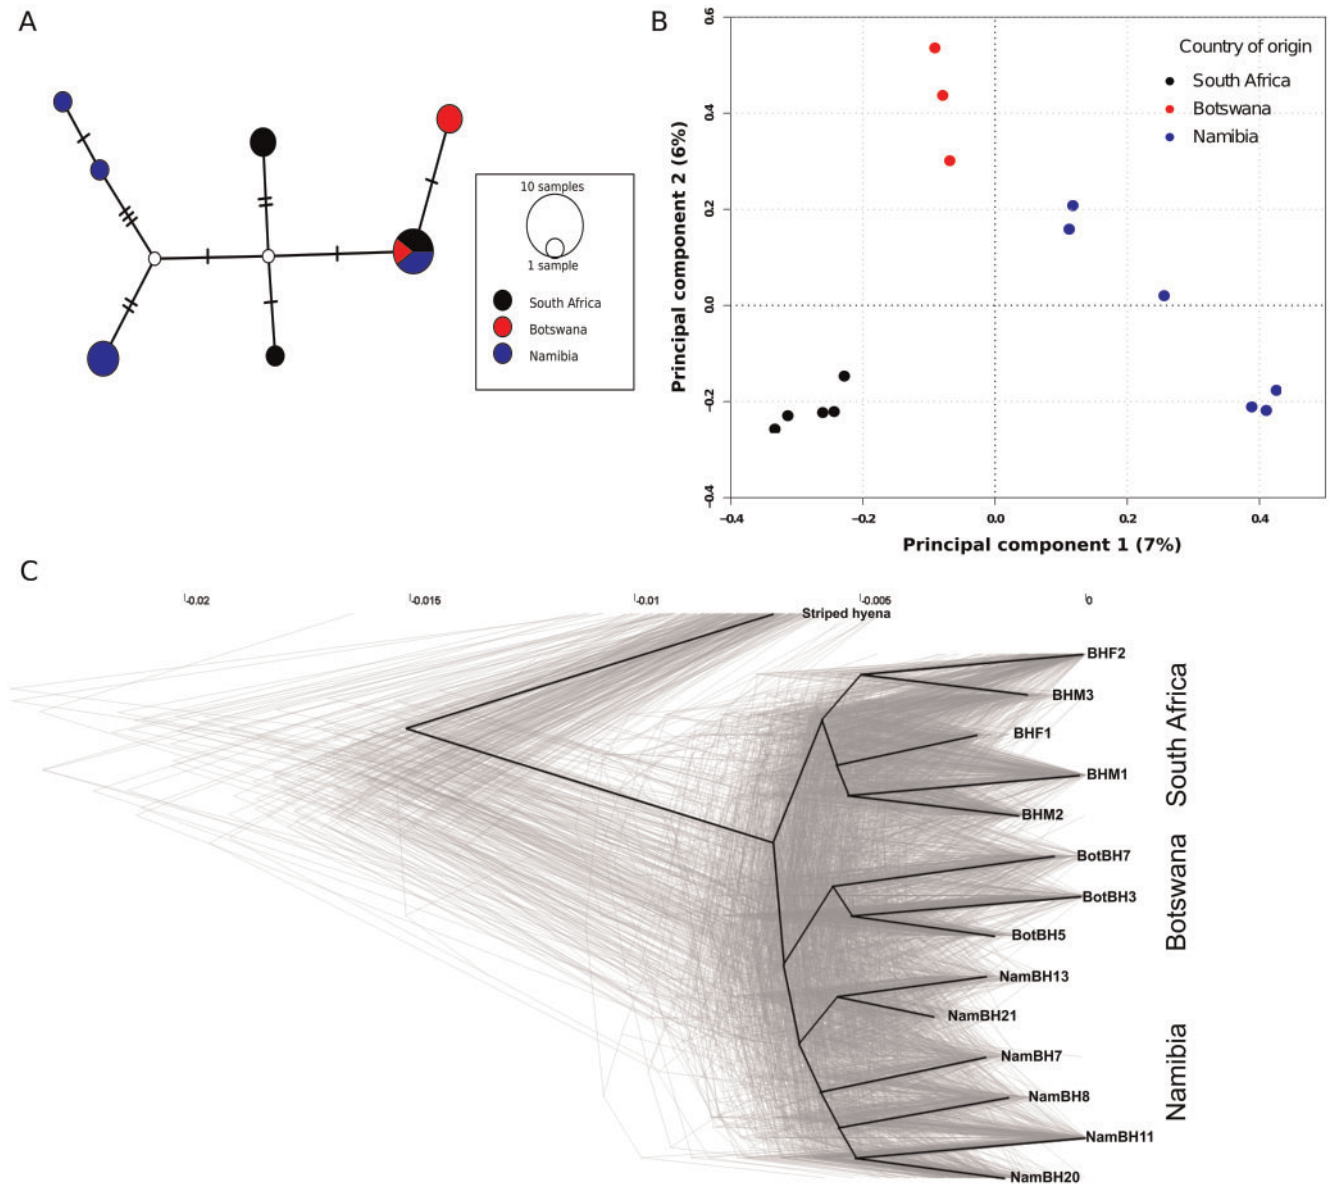 A
10 samples
1 sample
South Africa
Botswana
Namibia
B
Country of origin
South Africa
Botswana
Namibia
Principal component 2 (6%)
0.6
0.4
0.2
0.0
−0.2
−0.4
−0.4
−0.2
0.0
0.2
0.4
Principal component 1 (7%)
C
-0.02
-0.015
-0.01
-0.005
0
Striped hyena
BHF2
BHM3
BHF1
BHM1
BHM2
BotBH7
BotBH3
BotBH5
NamBH13
NamBH21
NamBH7
NamBH8
NamBH11
NamBH20
South Africa
Botswana
Namibia